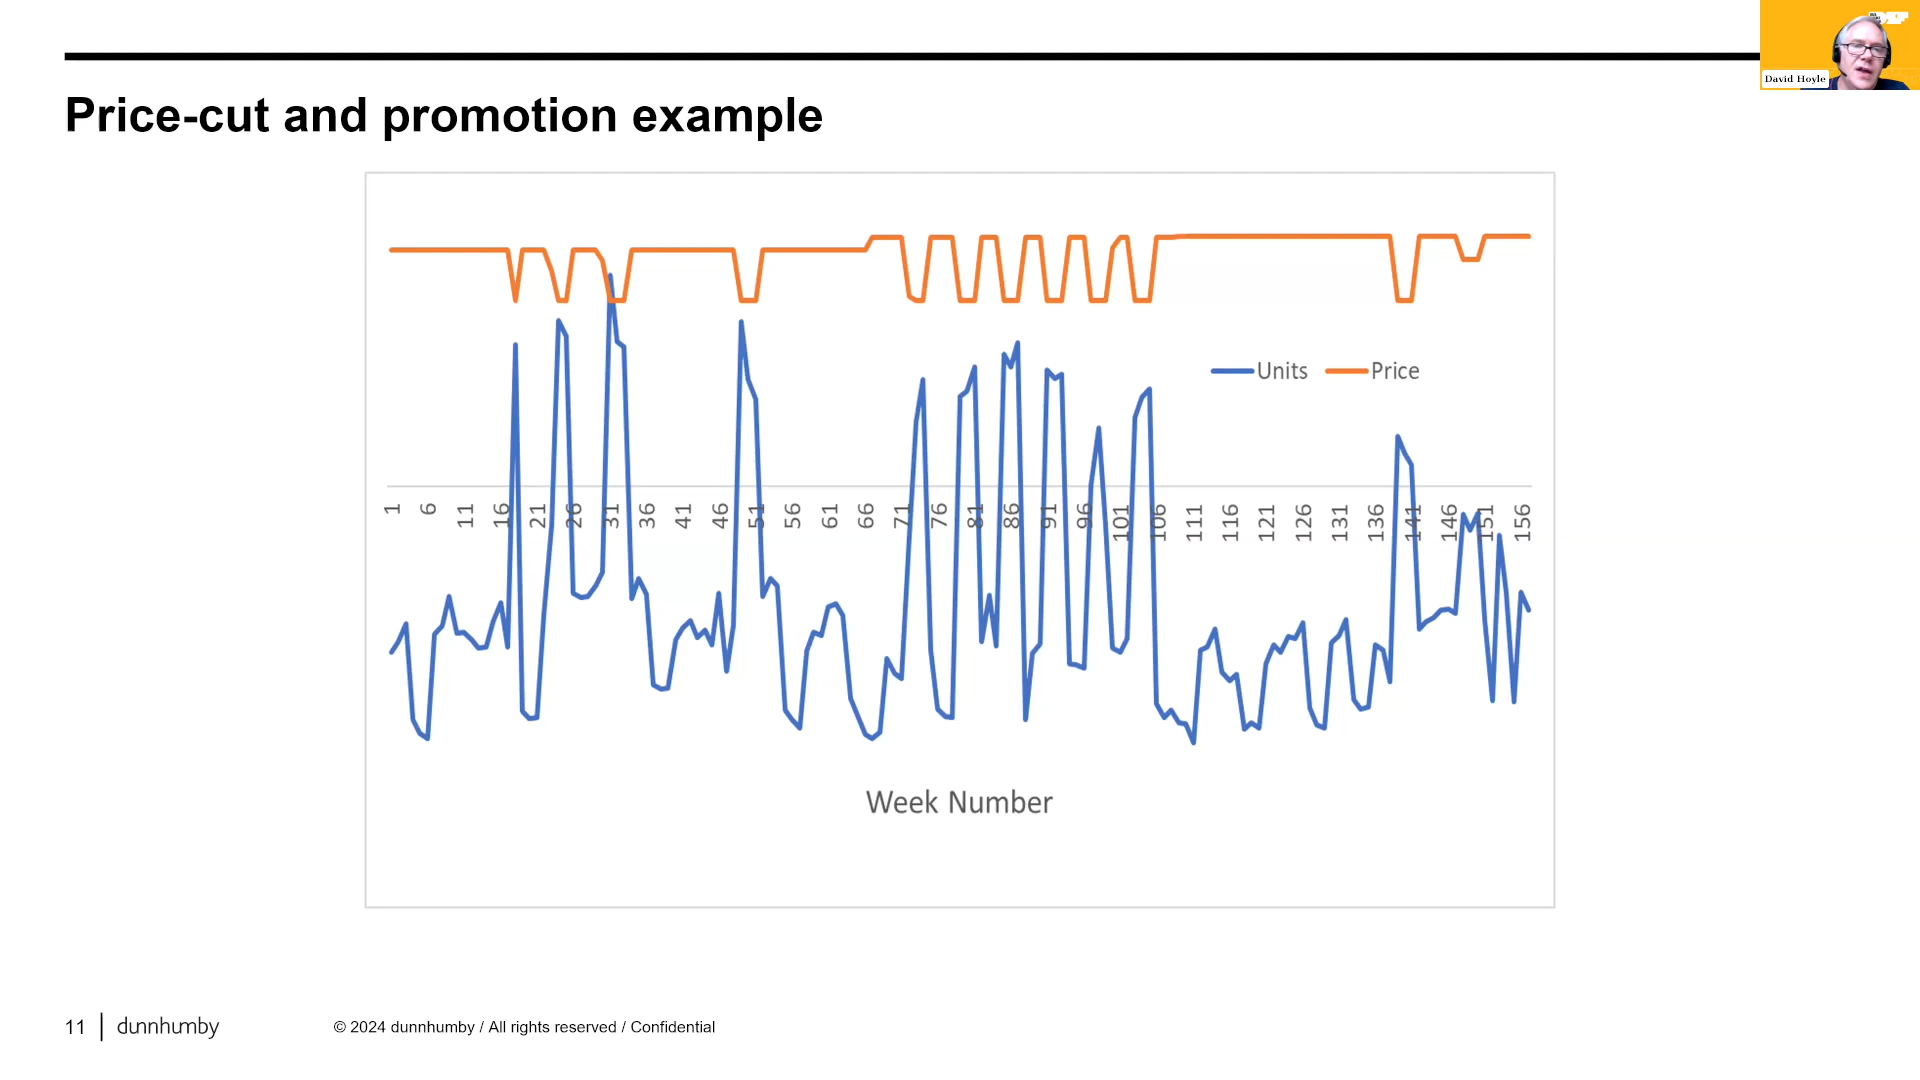 David Hoyle
Price-cut and promotion example
Units Price
1 6 11 16 21 26 31 36 41 46 51 56 61 66 71 76 81 86 91 96 101 106 111 116 121 126 131 136 141 146 151 156
Week Number
11 dunnhumby © 2024 dunnhumby / All rights reserved / Confidential